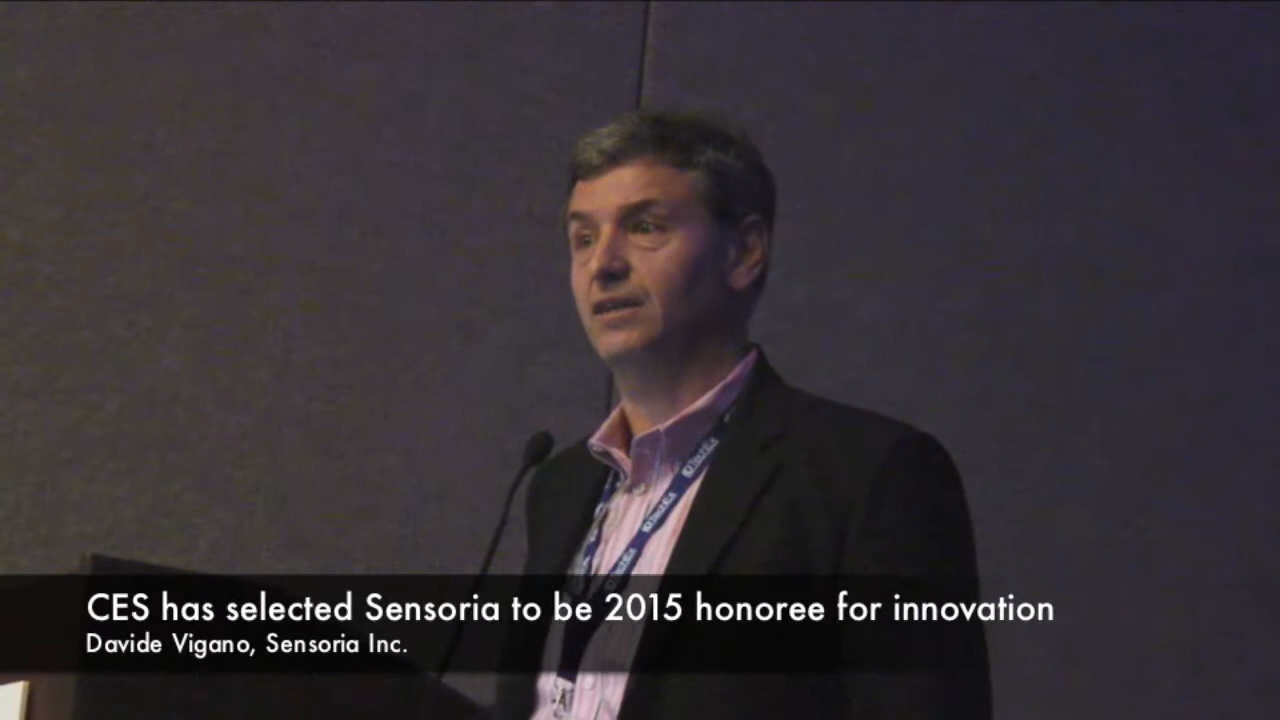 CES has selected Sensoria to be 2015 honoree for innovation
Davide Vigano, Sensoria Inc.